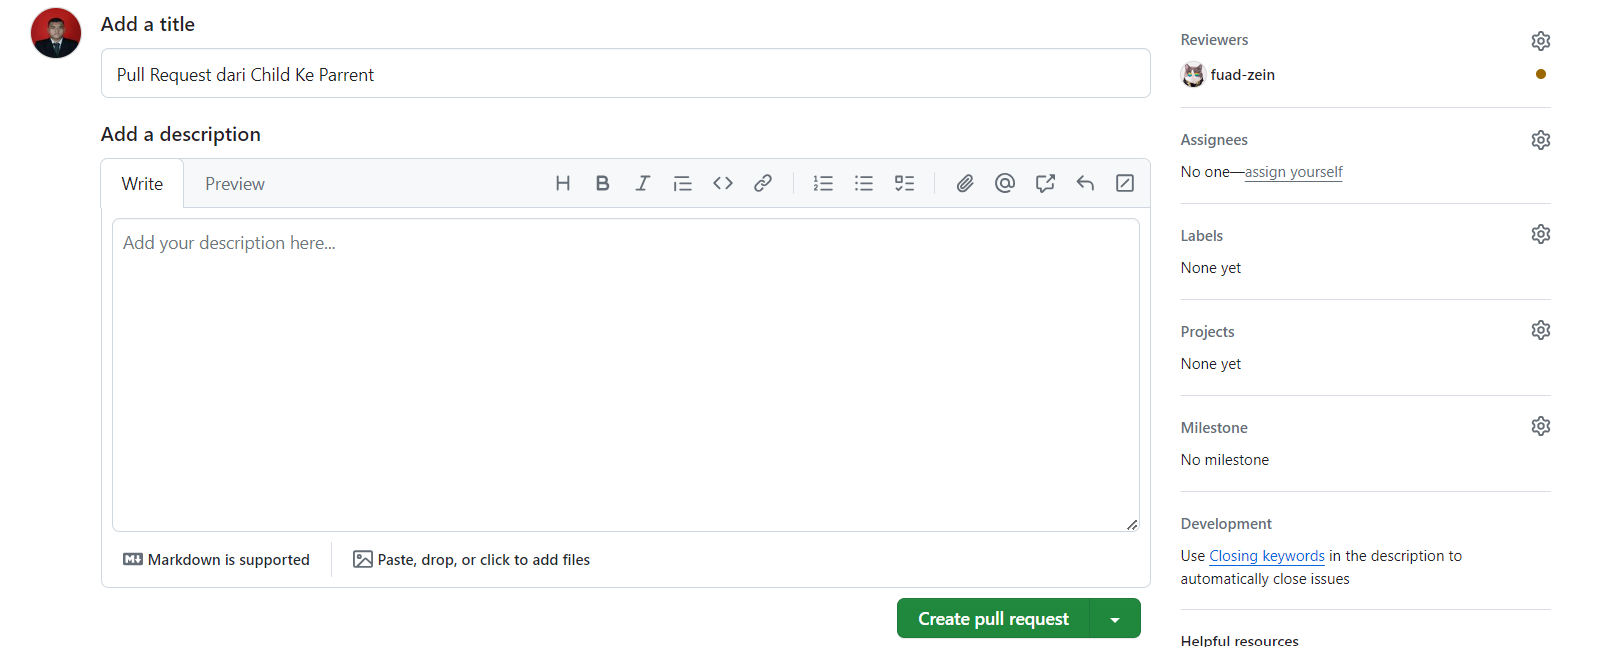 Add a title
Pull Request dari Child Ke Parrent
Add a description
Write
Preview
Add your description here...
Markdown is supported
Paste, drop, or click to add files
Create pull request
Reviewers
fuad-zein
Assignees
No one—assign yourself
Labels
None yet
Projects
None yet
Milestone
No milestone
Development
Use Closing keywords in the description to
automatically close issues
Helpful resources